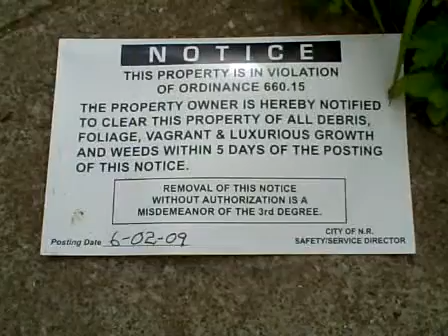 NOTICE
THIS PROPERTY IS IN VIOLATION
OF ORDINANCE 660.15
THE PROPERTY OWNER IS HEREBY NOTIFIED
TO CLEAR THIS PROPERTY OF ALL DEBRIS,
FOLIAGE, VAGRANT & LUXURIOUS GROWTH
AND WEEDS WITHIN 5 DAYS OF THE POSTING
OF THIS NOTICE.
REMOVAL OF THIS NOTICE
WITHOUT AUTHORIZATION IS A
MISDEMEANOR OF THE 3rd DEGREE.
Posting Date 6-02-09
CITY OF N.R.
SAFETY/SERVICE DIRECTOR